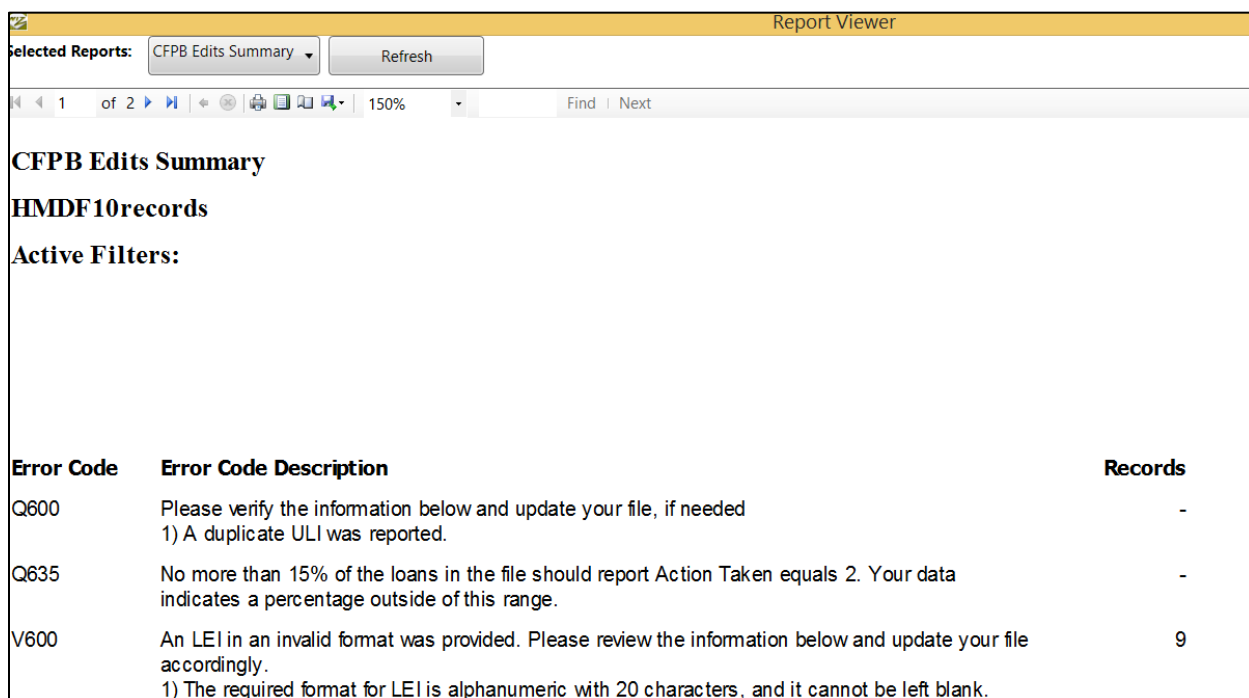 Report Viewer
Selected Reports: CFPB Edits Summary Refresh
1 of 2 150% Find Next
CFPB Edits Summary
HMDF10records
Active Filters:
Error Code Error Code Description Records
Q600 Please verify the information below and update your file, if needed -
1) A duplicate ULI was reported.
Q635 No more than 15% of the loans in the file should report Action Taken equals 2. Your data -
indicates a percentage outside of this range.
V600 An LEI in an invalid format was provided. Please review the information below and update your file 9
accordingly.
1) The required format for LEI is alphanumeric with 20 characters, and it cannot be left blank.